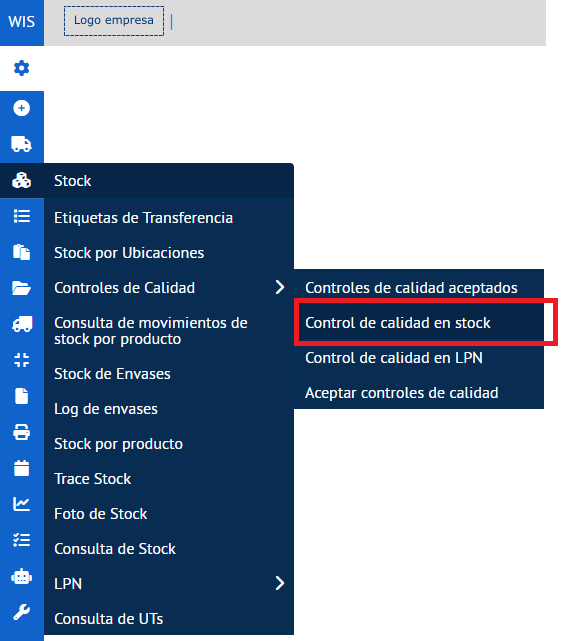 WIS
Logo empresa
Stock
Etiquetas de Transferencia
Stock por Ubicaciones
Controles de Calidad
Consulta de movimientos de
stock por producto
Stock de Envases
Log de envases
Stock por producto
Trace Stock
Foto de Stock
Consulta de Stock
LPN
Consulta de UTs
Controles de calidad aceptados
Control de calidad en stock
Control de calidad en LPN
Aceptar controles de calidad